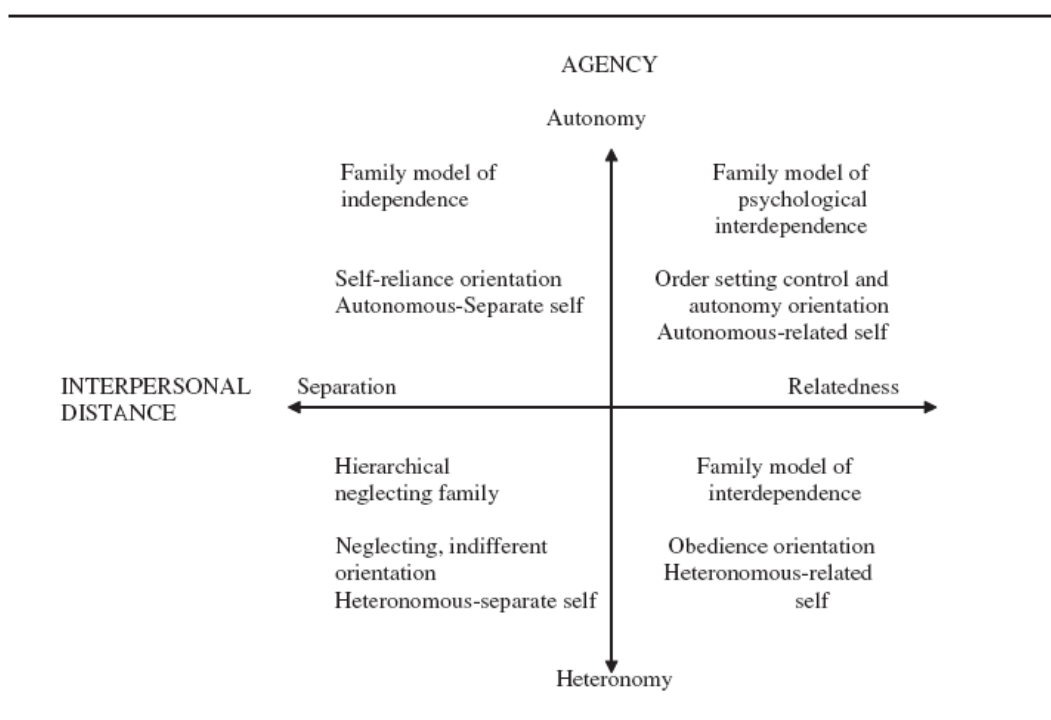 AGENCY
Autonomy
Family model of
independence
Family model of
psychological
interdependence
Self-reliance orientation
Autonomous-Separate self
Order setting control and
autonomy orientation
Autonomous-related self
INTERPERSONAL
DISTANCE
Separation
Relatedness
Hierarchical
neglecting family
Family model of
interdependence
Neglecting, indifferent
orientation
Heteronomous-separate self
Obedience orientation
Heteronomous-related
self
Heteronomy